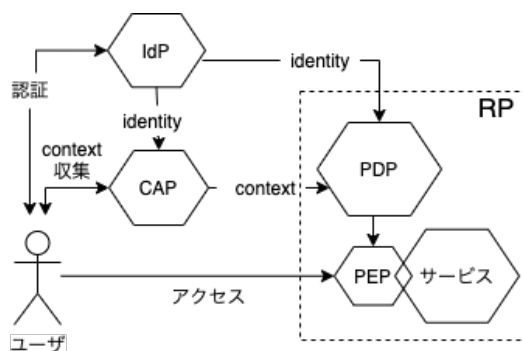 IdP
identity
RP
認証
identity
context
収集
CAP
context
PDP
PEP
サービス
アクセス
ユーザ